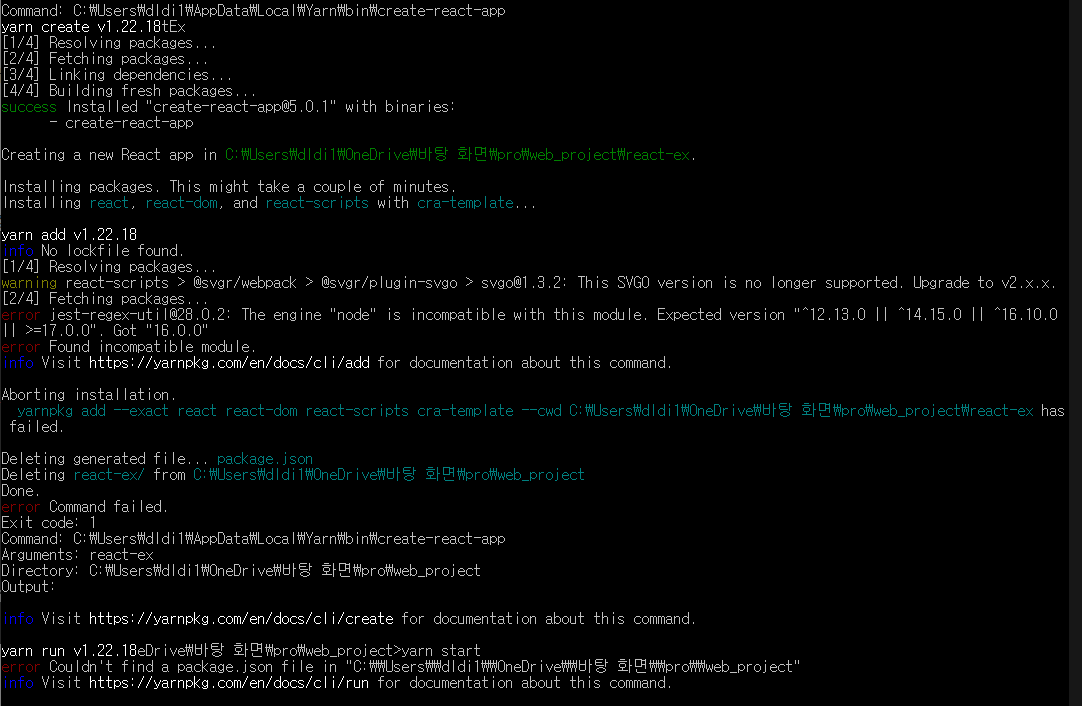 Command: C:₩Users₩dldi1₩AppData₩Local₩Yarn₩bin₩create-react-app
yarn create v1.22.18tEx
[1/4] Resolving packages...
[2/4] Fetching packages...
[3/4] Linking dependencies...
[4/4] Building fresh packages...
success Installed "create-react-app@5.0.1" with binaries:
- create-react-app
Creating a new React app in C:₩Users₩dldi1₩OneDrive₩바탕 화면₩pro₩web_project₩react-ex.
Installing packages. This might take a couple of minutes.
Installing react, react-dom, and react-scripts with cra-template...
yarn add v1.22.18
info No lockfile found.
[1/4] Resolving packages...
warning react-scripts > @svgr/webpack > @svgr/plugin-svgo > svgo@1.3.2: This SVGO version is no longer supported. Upgrade to v2.x.x.
[2/4] Fetching packages...
error jest-regex-util@28.0.2: The engine "node" is incompatible with this module. Expected version "^12.13.0 || ^14.15.0 || ^16.10.0
|| >=17.0.0". Got "16.0.0"
error Found incompatible module.
info Visit https://yarnpkg.com/en/docs/cli/add for documentation about this command.
Aborting installation.
yarnpkg add --exact react react-dom react-scripts cra-template --cwd C:₩Users₩dldi1₩OneDrive₩바탕 화면₩pro₩web_project₩react-ex has
failed.
Deleting generated file... package.json
Deleting react-ex/ from C:₩Users₩dldi1₩OneDrive₩바탕 화면₩pro₩web_project
Done.
error Command failed.
Exit code: 1
Command: C:₩Users₩dldi1₩AppData₩Local₩Yarn₩bin₩create-react-app
Arguments: react-ex
Directory: C:₩Users₩dldi1₩OneDrive₩바탕 화면₩pro₩web_project
Output:
info Visit https://yarnpkg.com/en/docs/cli/create for documentation about this command.
yarn run v1.22.18eDrive₩바탕 화면₩pro₩web_project>yarn start
error Couldn't find a package.json file in "C:₩₩Users₩₩dldi1₩₩OneDrive₩₩바탕 화면₩₩pro₩₩web_project"
info Visit https://yarnpkg.com/en/docs/cli/run for documentation about this command.